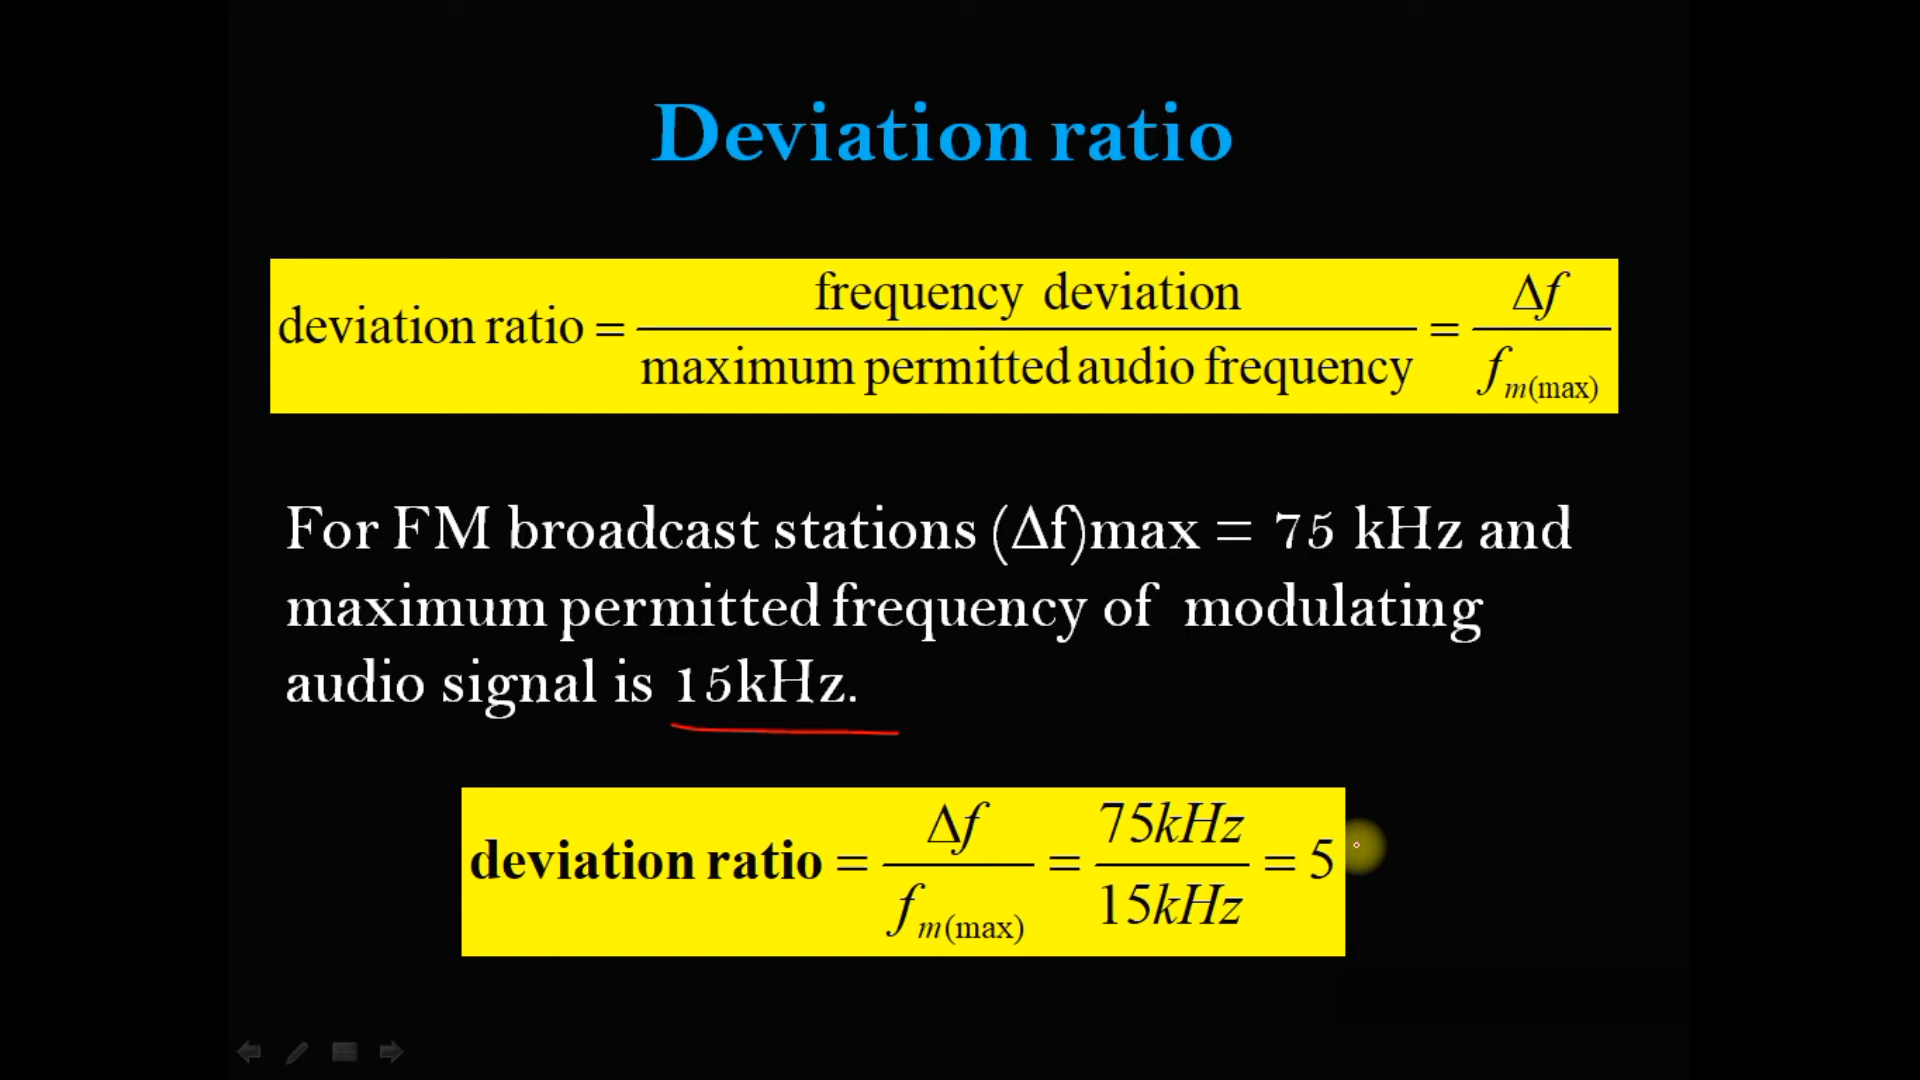 Deviation ratio
deviation ratio = frequency deviation / maximum permitted audio frequency = Δf / f m(max)
For FM broadcast stations (Δf)max = 75 kHz and
maximum permitted frequency of modulating
audio signal is 15kHz.
deviation ratio = Δf / f m(max) = 75kHz / 15kHz = 5